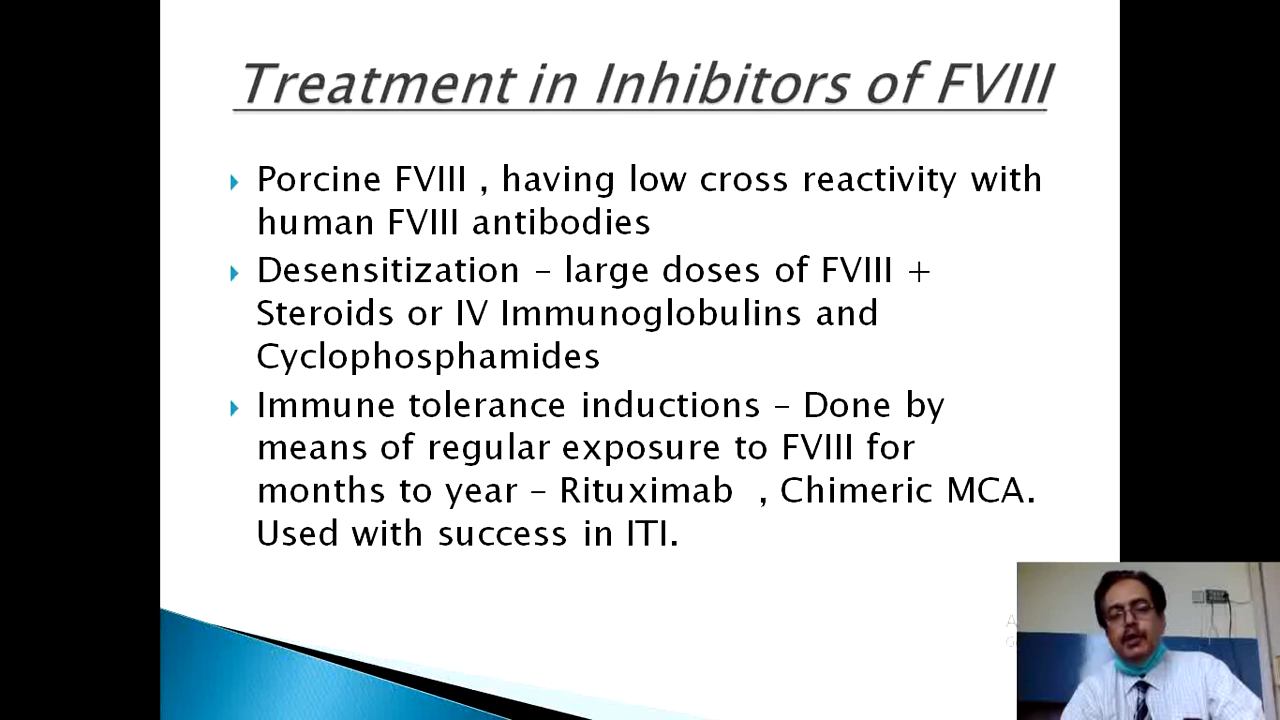 Treatment in Inhibitors of FVIII
Porcine FVIII , having low cross reactivity with
human FVIII antibodies
Desensitization – large doses of FVIII +
Steroids or IV Immunoglobulins and
Cyclophosphamides
Immune tolerance inductions – Done by
means of regular exposure to FVIII for
months to year – Rituximab , Chimeric MCA.
Used with success in ITI.